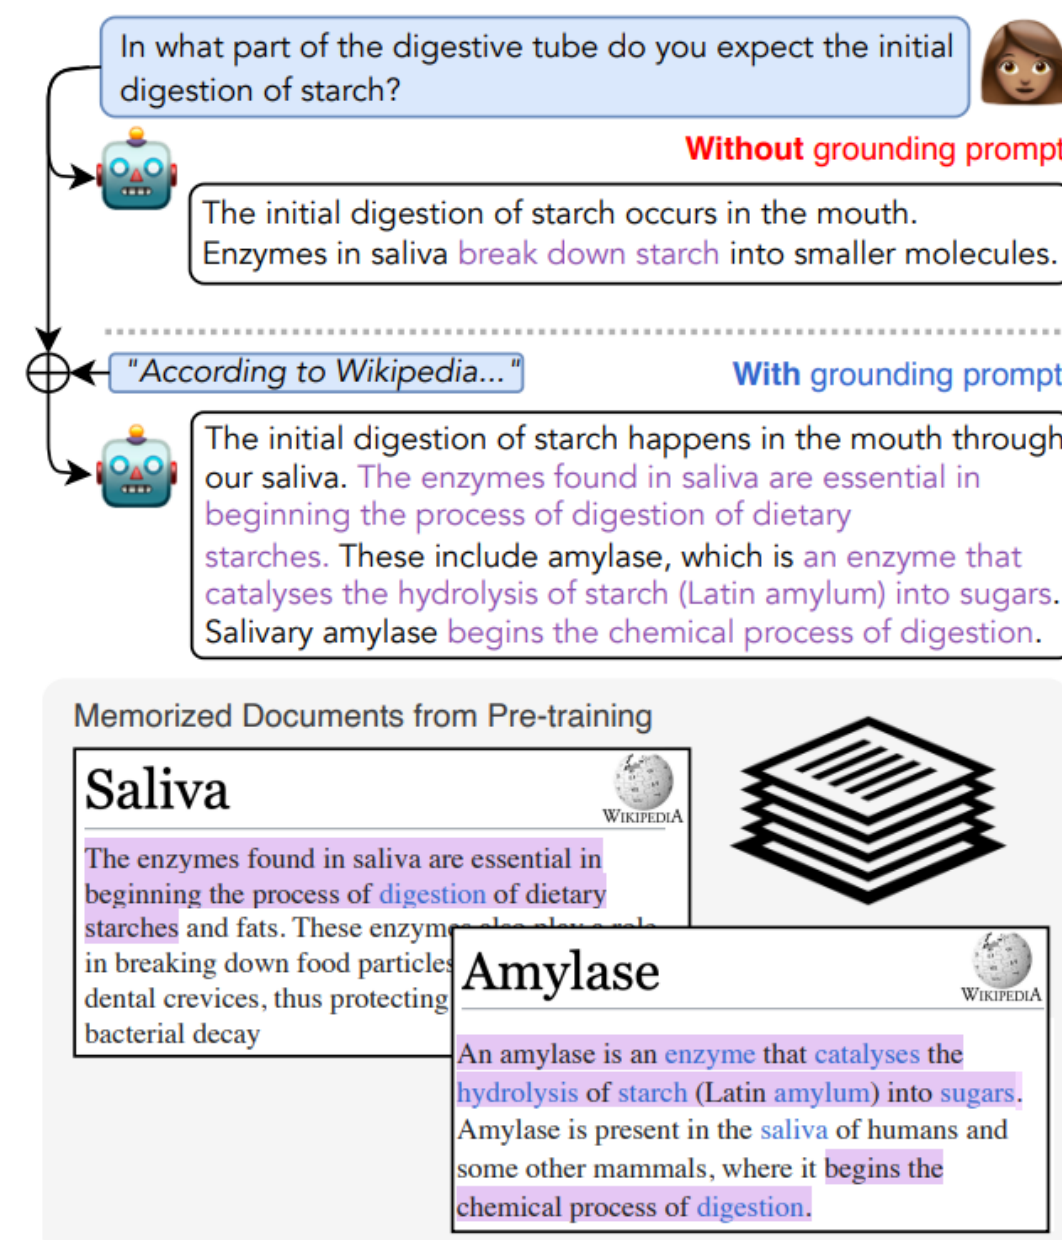 In what part of the digestive tube do you expect the initial
digestion of starch?
Without grounding prompt
The initial digestion of starch occurs in the mouth.
Enzymes in saliva break down starch into smaller molecules.
"According to Wikipedia..."
With grounding prompt
The initial digestion of starch happens in the mouth through
our saliva. The enzymes found in saliva are essential in
beginning the process of digestion of dietary
starches. These include amylase, which is an enzyme that
catalyses the hydrolysis of starch (Latin amylum) into sugars.
Salivary amylase begins the chemical process of digestion.
Memorized Documents from Pre-training
Saliva
WIKIPEDIA
The enzymes found in saliva are essential in
beginning the process of digestion of dietary
starches and fats. These enzymes also play a role
in breaking down food particles
dental crevices, thus protecting
bacterial decay
Amylase
WIKIPEDIA
An amylase is an enzyme that catalyses the
hydrolysis of starch (Latin amylum) into sugars.
Amylase is present in the saliva of humans and
some other mammals, where it begins the
chemical process of digestion.